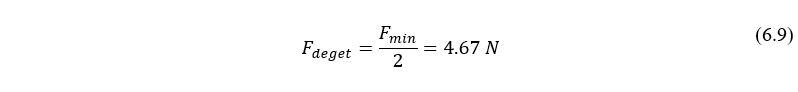 F_deget = F_min / 2 = 4.67 N (6.9)